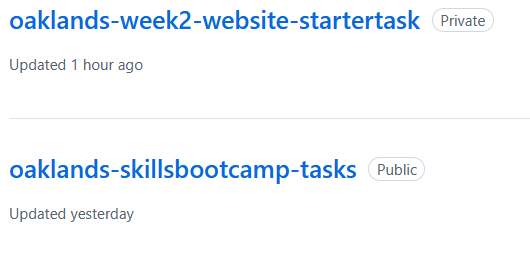 oaklands-week2-website-startertask Private
Updated 1 hour ago
oaklands-skillsbootcamp-tasks Public
Updated yesterday